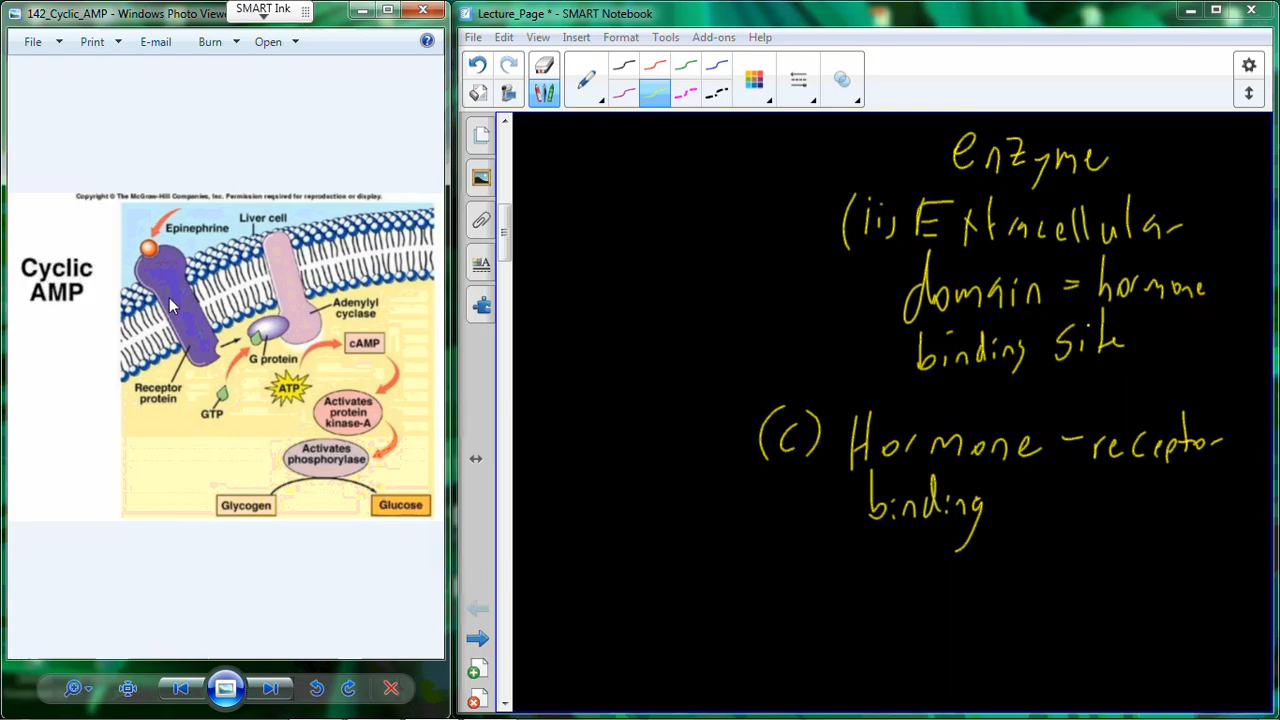 142_Cyclic_AMP - Windows Photo Viewe
SMART Ink
File Print E-mail Burn Open
Copyright © The McGraw-Hill Companies, Inc. Permission required for reproduction or display.
Cyclic
AMP
Epinephrine
Liver cell
Adenylyl
cyclase
G protein
cAMP
Receptor
protein
GTP
ATP
Activates
protein
kinase-A
Activates
phosphorylase
Glycogen
Glucose
Lecture_Page * - SMART Notebook
File Edit View Insert Format Tools Add-ons Help
enzyme
(ii) Extracellular
domain = hormone
binding site
(C) Hormone - receptor
binding